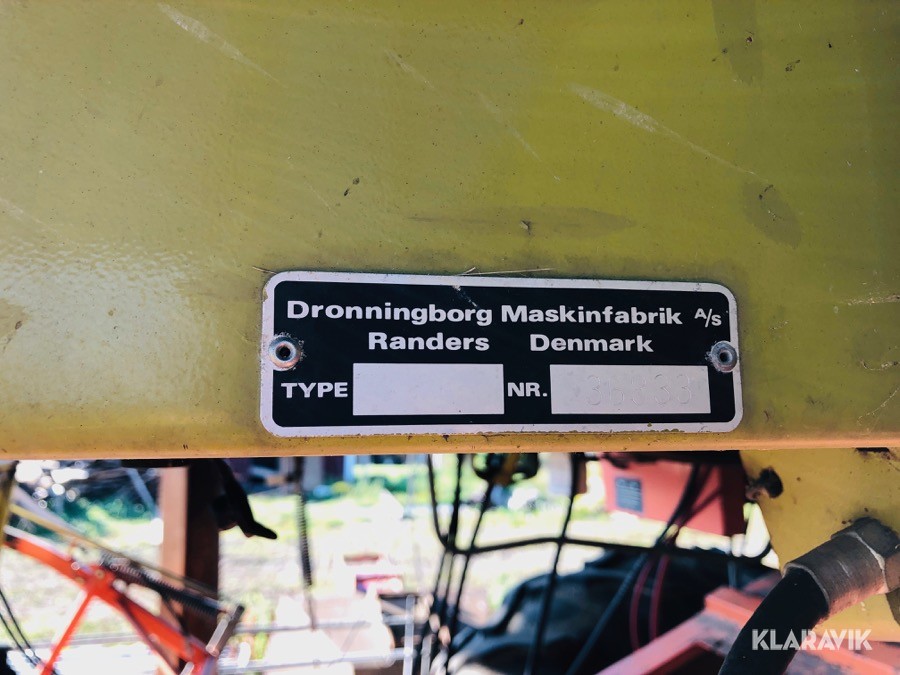 Dronningborg Maskinfabrik A/S
Randers Denmark
TYPE NR.
KLARAVIK